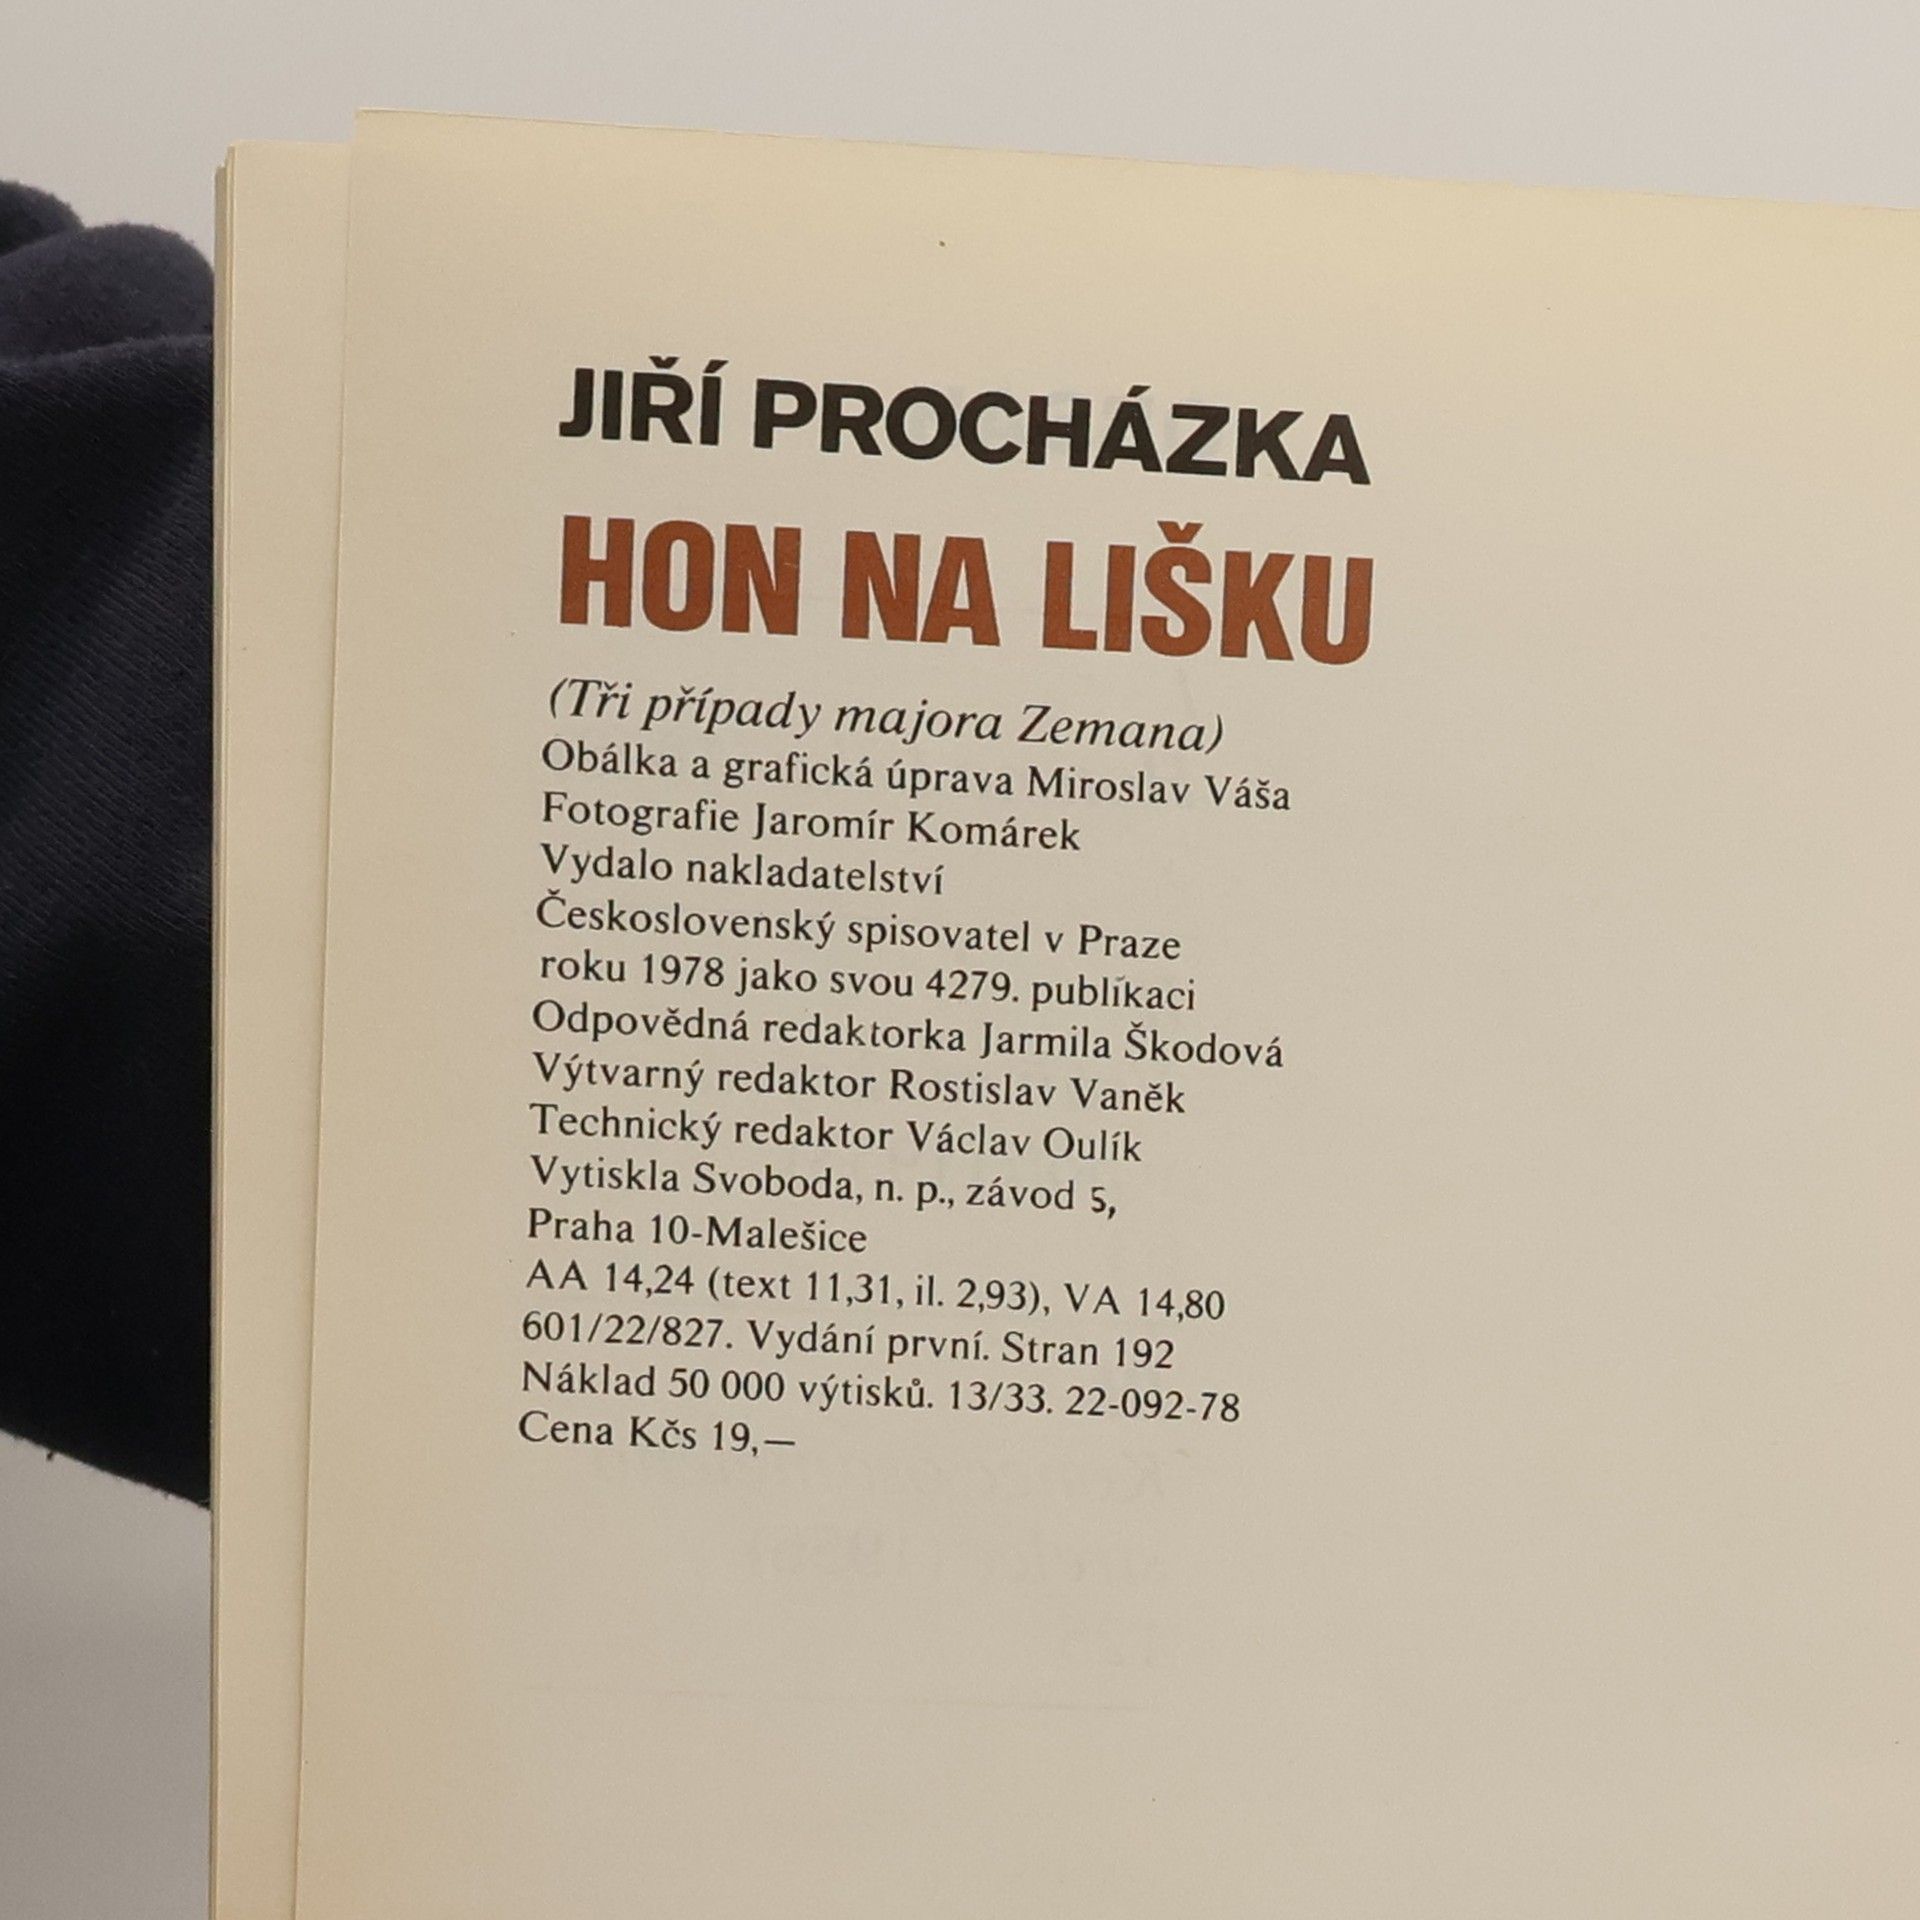 JIŘÍ PROCHÁZKA
HON NA LIŠKU
(Tři případy majora Zemana)
Obálka a grafická úprava Miroslav Váša
Fotografie Jaromír Komárek
Vydalo nakladatelství
Československý spisovatel v Praze
roku 1978 jako svou 4279. publikaci
Odpovědná redaktorka Jarmila Škodová
Výtvarný redaktor Rostislav Vaněk
Technický redaktor Václav Oulík
Vytiskla Svoboda, n. p., závod 5,
Praha 10-Malešice
AA 14,24 (text 11,31, il. 2,93), VA 14,80
601/22/827. Vydání první. Stran 192
Náklad 50 000 výtisků. 13/33. 22-092-78
Cena Kčs 19,—